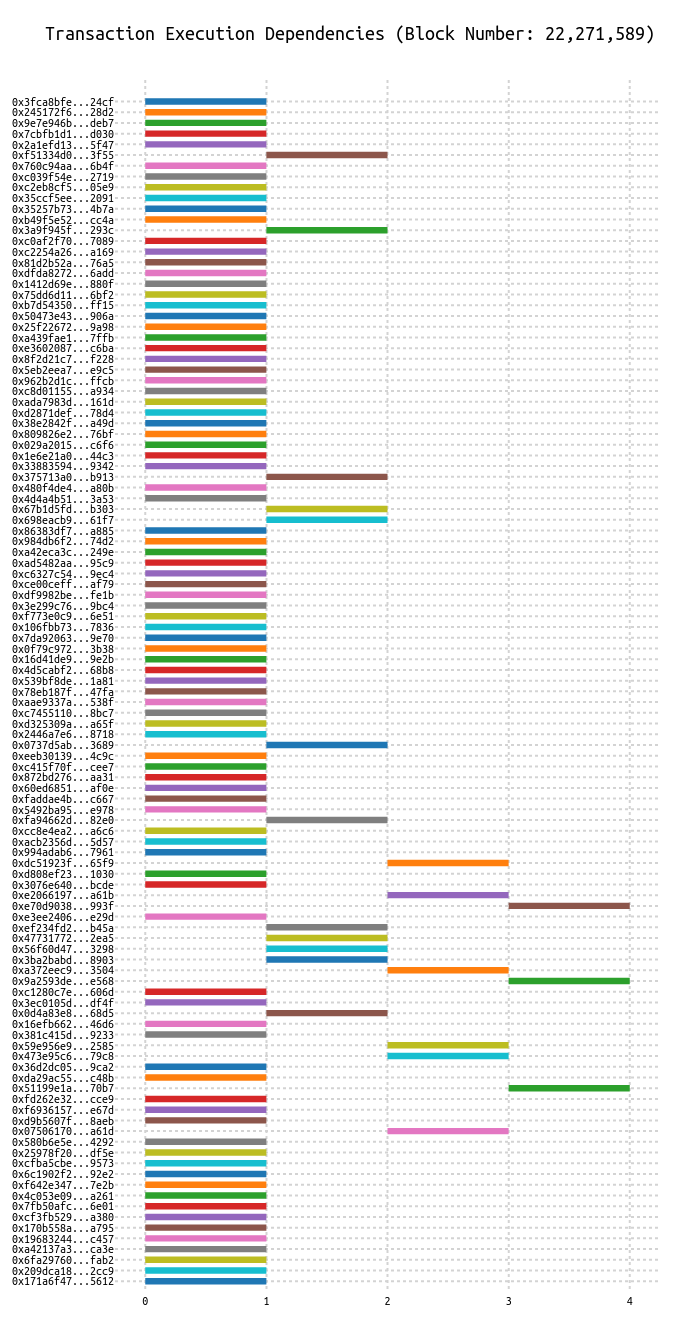 Transaction Execution Dependencies (Block Number: 22,271,589)
0x3fca8bfe...24cf
0x245172f6...28d2
0x9e7e946b...deb7
0x7cbfb1d1...d030
0x2a1efd13...5f47
0xf51334d0...3f55
0x760c94aa...6b4f
0xc039f54e...2719
0xc2eb8cf5...05e9
0x35ccf5ee...2091
0x35257b73...4b7a
0xb49f5e52...cc4a
0x3a9f945f...293c
0xc0af2f70...7089
0xc2254a26...a169
0x81d2b52a...76a5
0xdfda8272...6add
0x1412d69e...880f
0x75dd6d11...6bf2
0xb7d54350...ff15
0x50473e43...906a
0x25f22672...9a98
0xa439fae1...7ffb
0xe3602087...c6ba
0x8f2d21c7...f228
0x5eb2eea7...e9c5
0x962b2d1c...ffcb
0xc8d01155...a934
0xada7983d...161d
0xd2871def...78d4
0x38e2842f...a49d
0x809826e2...76bf
0x029a2015...c6f6
0x1e6e21a0...44c3
0x33883594...9342
0x375713a0...b913
0x480f4de4...a80b
0x4d4a4b51...3a53
0x67b1d5fd...b303
0x698eacb9...61f7
0x86383df7...a885
0x984db6f2...74d2
0xa42eca3c...249e
0xad5482aa...95c9
0xc6327c54...9ec4
0xce00ceff...af79
0xdf9982be...fe1b
0x3e299c76...9bc4
0xf773e0c9...6e51
0x106fbb73...7836
0x7da92063...9e70
0x0f79c972...3b38
0x16d41de9...9e2b
0x4d5cabf2...68b8
0x539bf8de...1a81
0x78eb187f...47fa
0xaae9337a...538f
0xc7455110...8bc7
0xd325309a...a65f
0x2446a7e6...8718
0x0737d5ab...3689
0xeeb30139...4c9c
0xc415f70f...cee7
0x872bd276...aa31
0x60ed6851...af0e
0xfaddae4b...c667
0x5492ba95...e978
0xfa94662d...82e0
0xcc8e4ea2...a6c6
0xacb2356d...5d57
0x994adab6...7961
0xdc51923f...65f9
0xd808ef23...1030
0x3076e640...bcde
0xe2066197...a61b
0xe70d9038...993f
0xe3ee2406...e29d
0xef234fd2...b45a
0x47731772...2ea5
0x56f60d47...3298
0x3ba2babd...8903
0xa372eec9...3504
0x9a2593de...e568
0xc1280c7e...606d
0x3ec0105d...df4f
0x0d4a83e8...68d5
0x16efb662...46d6
0x381c415d...9233
0x59e956e9...2585
0x473e95c6...79c8
0x36d2dc05...9ca2
0xda29ac55...c48b
0x51199e1a...70b7
0xfd262e32...cce9
0xf6936157...e67d
0xd9b5607f...8aeb
0x07506170...a61d
0x580b6e5e...4292
0x25978f20...df5e
0xcfba5cbe...9573
0x6c1902f2...92e2
0xf642e347...7e2b
0x4c053e09...a261
0x7fb50afc...6e01
0xcf3fb529...a380
0x170b558a...a795
0x19683244...c457
0xa42137a3...ca3e
0x6fa29760...fab2
0x209dca18...2cc9
0x171a6f47...5612
0 1 2 3 4